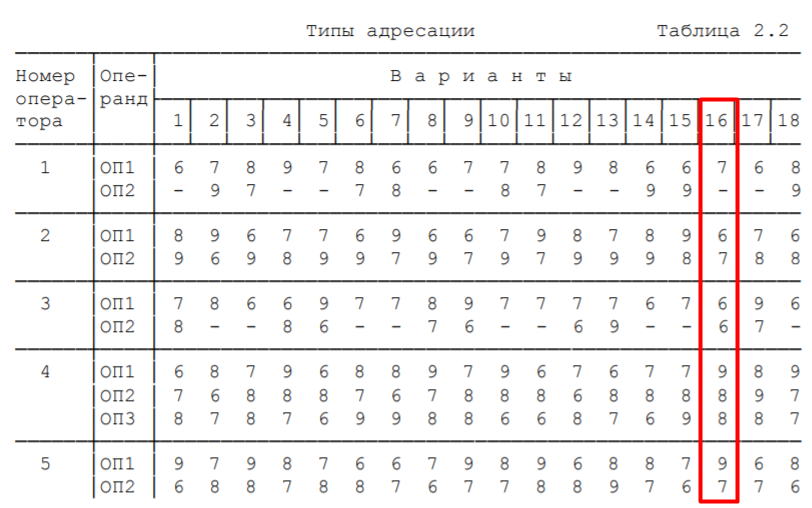 Типы адресации Таблица 2.2
Номер Опе- В а р и а н т ы
опера- ранд
тора 1 2 3 4 5 6 7 8 9 10 11 12 13 14 15 16 17 18
1 ОП1 6 7 8 9 7 8 6 6 7 7 8 9 8 6 6 7 6 8
ОП2 - 9 7 - - 7 8 - - 8 7 - - 9 9 - - 9
2 ОП1 8 9 6 7 7 6 9 6 6 7 9 8 7 8 9 6 7 6
ОП2 9 6 9 8 9 9 7 9 7 9 7 9 9 9 8 7 8 8
3 ОП1 7 8 6 6 9 7 7 8 9 7 7 7 7 6 7 6 9 6
ОП2 8 - - 8 6 - - 7 6 - - 6 9 - - 6 7 -
4 ОП1 6 8 7 9 6 8 8 9 7 9 6 7 6 7 7 9 8 9
ОП2 7 6 8 8 8 7 6 7 8 8 8 6 8 8 8 8 9 7
ОП3 8 7 8 7 6 9 9 8 8 6 6 8 7 6 9 8 8 7
5 ОП1 9 7 9 8 7 6 6 7 9 8 9 6 8 8 7 9 6 8
ОП2 6 8 8 7 8 8 7 6 7 7 8 8 9 7 6 7 7 6